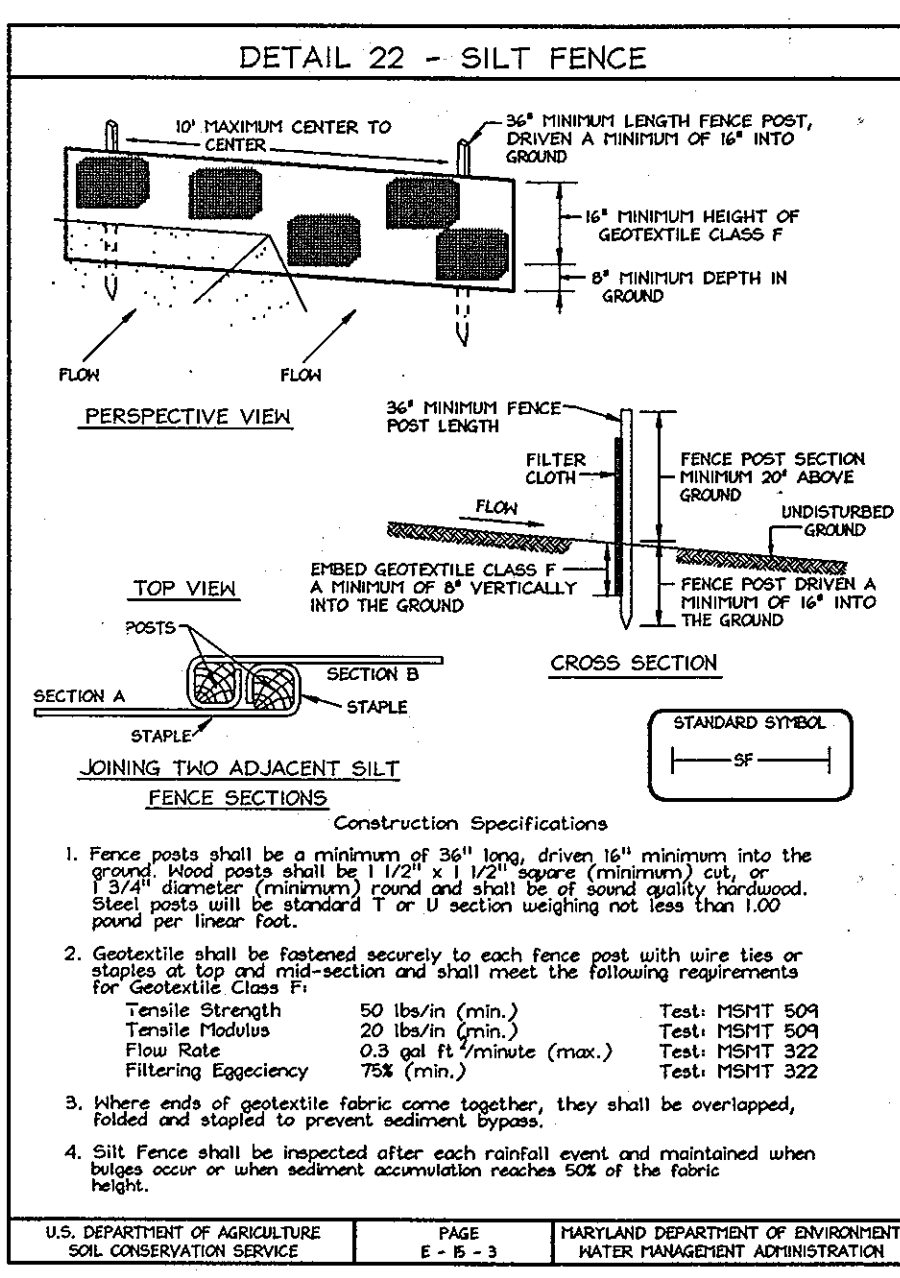 DETAIL 22 - SILT FENCE
10' MAXIMUM CENTER TO
CENTER
36" MINIMUM LENGTH FENCE POST,
DRIVEN A MINIMUM OF 16" INTO
GROUND
16" MINIMUM HEIGHT OF
GEOTEXTILE CLASS F
8" MINIMUM DEPTH IN
GROUND
FLOW
FLOW
PERSPECTIVE VIEW
36" MINIMUM FENCE
POST LENGTH
FILTER
CLOTH
FENCE POST SECTION
MINIMUM 20" ABOVE
GROUND
FLOW
UNDISTURBED
GROUND
EMBED GEOTEXTILE CLASS F
A MINIMUM OF 8" VERTICALLY
INTO THE GROUND
FENCE POST DRIVEN A
MINIMUM OF 16" INTO
THE GROUND
CROSS SECTION
TOP VIEW
POSTS
SECTION B
SECTION A
STAPLE
STAPLE
JOINING TWO ADJACENT SILT
FENCE SECTIONS
STANDARD SYMBOL
SF
Construction Specifications
1. Fence posts shall be a minimum of 36" long, driven 16" minimum into the
ground. Wood posts shall be 1 1/2" x 1 1/2" square (minimum) cut, or
1 3/4" diameter (minimum) round and shall be of sound quality hardwood.
Steel posts will be standard T or U section weighing not less than 1.00
pound per linear foot.
2. Geotextile shall be fastened securely to each fence post with wire ties or
staples at top and mid-section and shall meet the following requirements
for Geotextile Class F:
Tensile Strength 50 lbs/in (min.) Test: MSMT 509
Tensile Modulus 20 lbs/in (min.) Test: MSMT 509
Flow Rate 0.3 gal ft²/minute (max.) Test: MSMT 322
Filtering Eggeciency 75% (min.) Test: MSMT 322
3. Where ends of geotextile fabric come together, they shall be overlapped,
folded and stapled to prevent sediment bypass.
4. Silt Fence shall be inspected after each rainfall event and maintained when
bulges occur or when sediment accumulation reaches 50% of the fabric
height.
U.S. DEPARTMENT OF AGRICULTURE
SOIL CONSERVATION SERVICE
PAGE
E - 15 - 3
MARYLAND DEPARTMENT OF ENVIRONMENT
WATER MANAGEMENT ADMINISTRATION